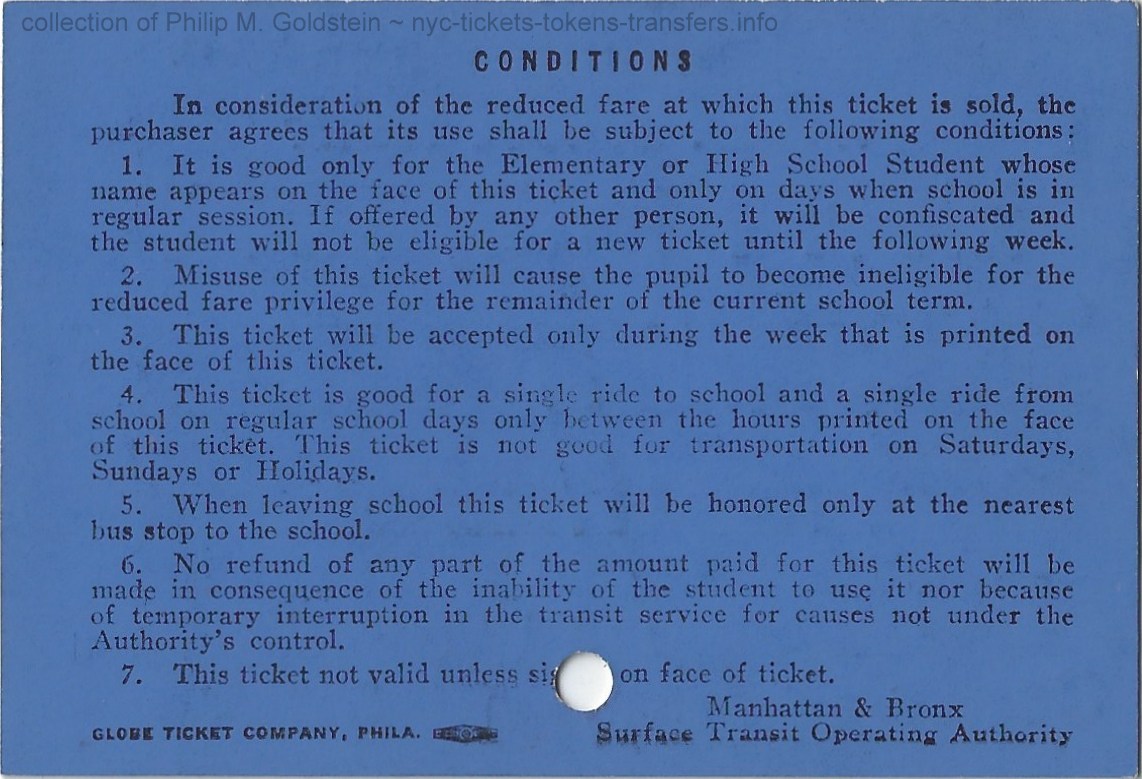 collection of Philip M. Goldstein ~ nyc-tickets-tokens-transfers.info
CONDITIONS
In consideration of the reduced fare at which this ticket is sold, the
purchaser agrees that its use shall be subject to the following conditions:
1. It is good only for the Elementary or High School Student whose
name appears on the face of this ticket and only on days when school is in
regular session. If offered by any other person, it will be confiscated and
the student will not be eligible for a new ticket until the following week.
2. Misuse of this ticket will cause the pupil to become ineligible for the
reduced fare privilege for the remainder of the current school term.
3. This ticket will be accepted only during the week that is printed on
the face of this ticket.
4. This ticket is good for a single ride to school and a single ride from
school on regular school days only between the hours printed on the face
of this ticket. This ticket is not good for transportation on Saturdays,
Sundays or Holidays.
5. When leaving school this ticket will be honored only at the nearest
bus stop to the school.
6. No refund of any part of the amount paid for this ticket will be
made in consequence of the inability of the student to use it nor because
of temporary interruption in the transit service for causes not under the
Authority's control.
7. This ticket not valid unless on face of ticket.
Manhattan & Bronx
GLOBE TICKET COMPANY, PHILA. Surface Transit Operating Authority